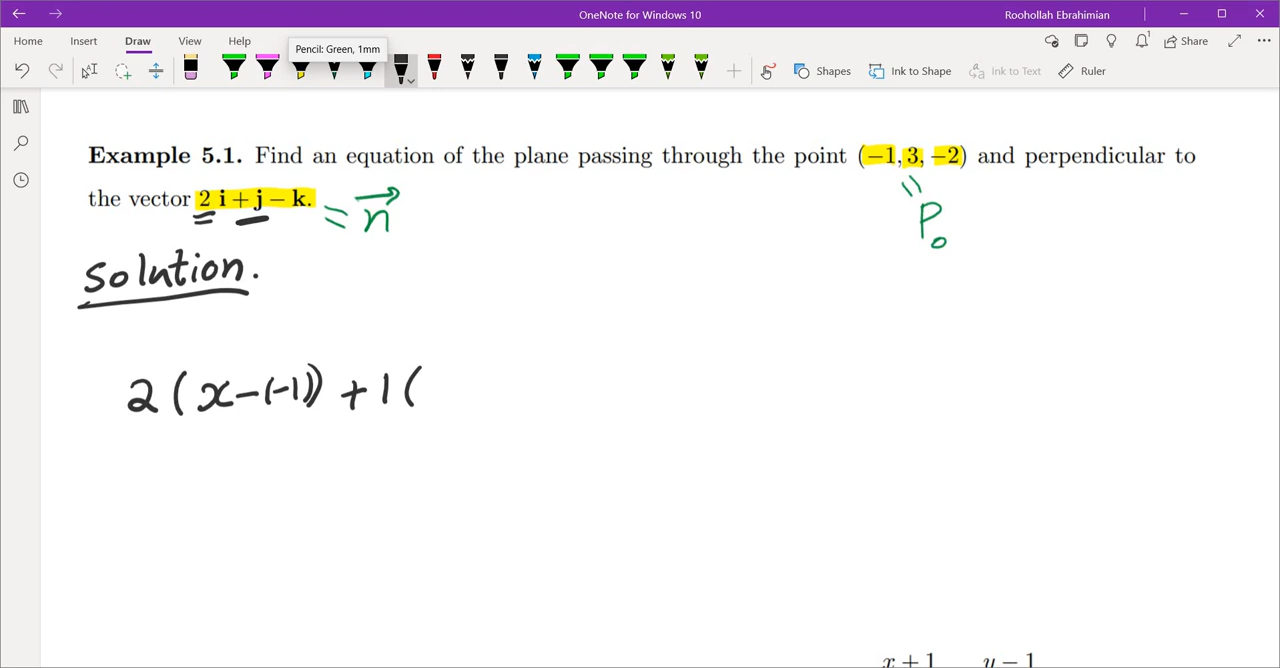 OneNote for Windows 10
Roohollah Ebrahimian
Home Insert Draw View Help
Pencil: Green, 1mm
Share
Shapes Ink to Shape Ink to Text Ruler
Example 5.1. Find an equation of the plane passing through the point (−1, 3, −2) and perpendicular to
the vector 2 i + j − k. = n
P0
Solution.
2(x-(-1)) + 1(
x + 1 y − 1